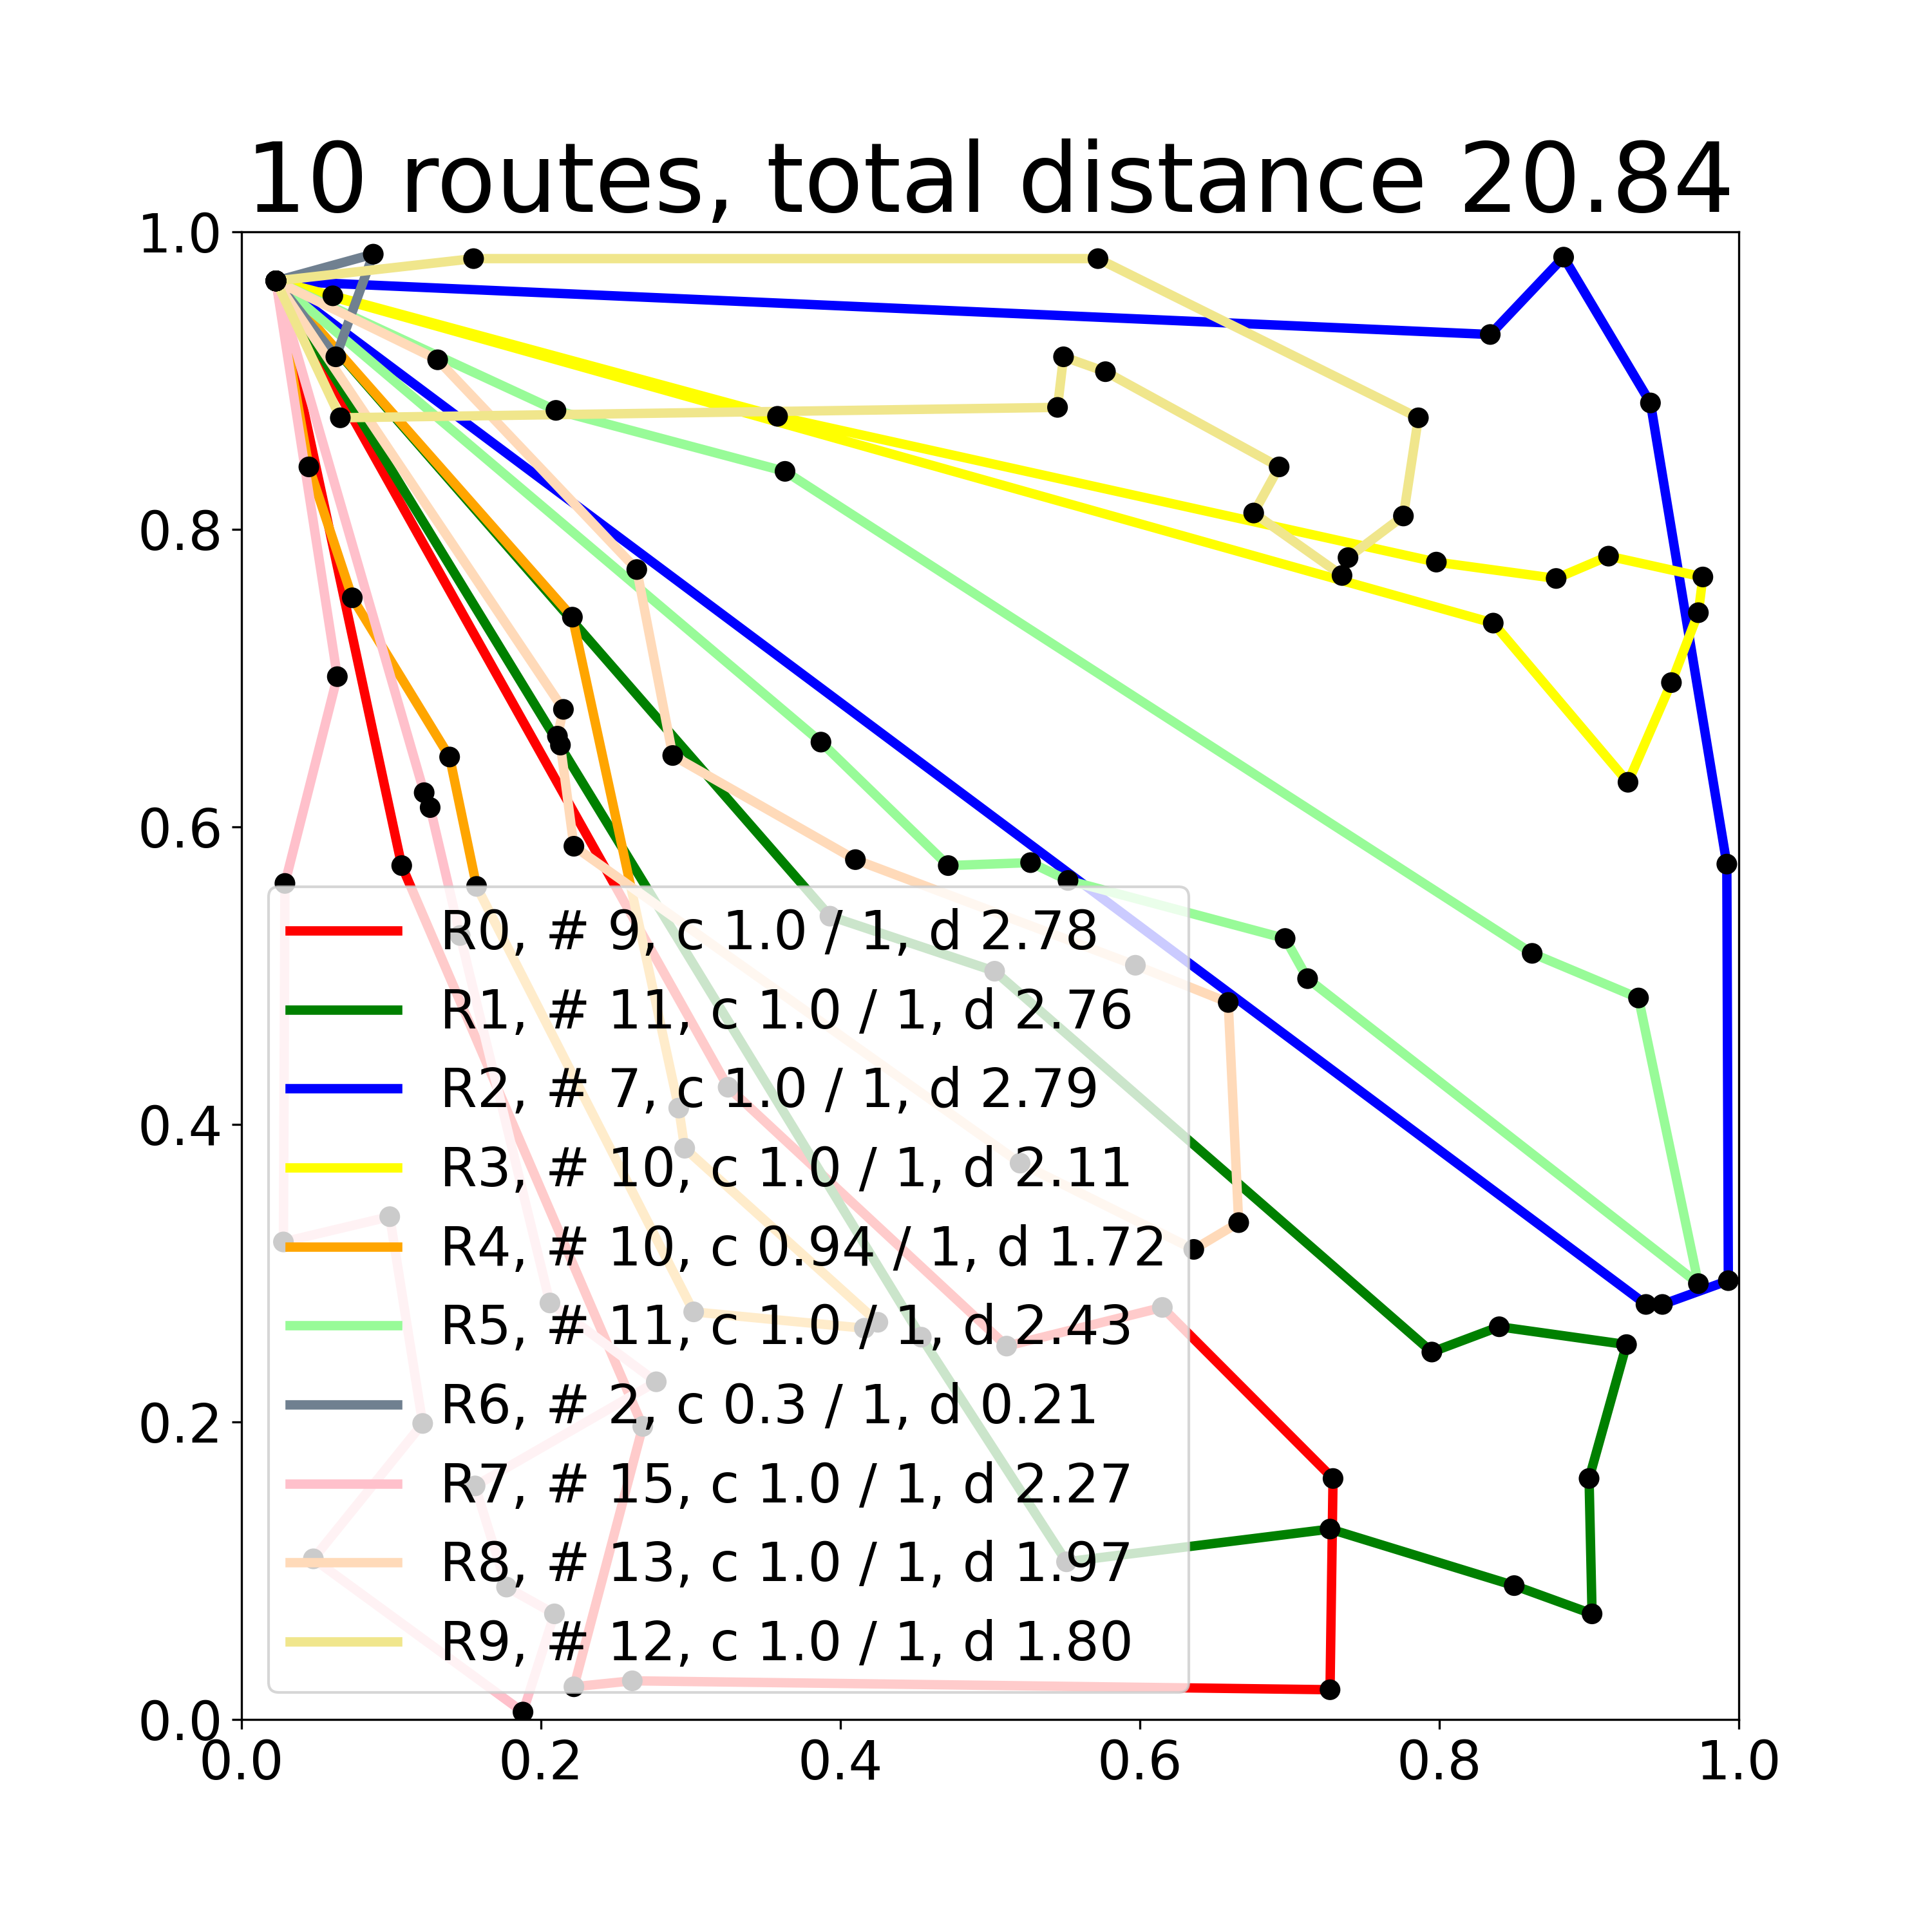 10 routes, total distance 20.84
1.0
0.8
0.6
0.4
0.2
0.0
R0, # 9, c 1.0 / 1, d 2.78
R1, # 11, c 1.0 / 1, d 2.76
R2, # 7, c 1.0 / 1, d 2.79
R3, # 10, c 1.0 / 1, d 2.11
R4, # 10, c 0.94 / 1, d 1.72
R5, # 11, c 1.0 / 1, d 2.43
R6, # 2, c 0.3 / 1, d 0.21
R7, # 15, c 1.0 / 1, d 2.27
R8, # 13, c 1.0 / 1, d 1.97
R9, # 12, c 1.0 / 1, d 1.80
0.0 0.2 0.4 0.6 0.8 1.0